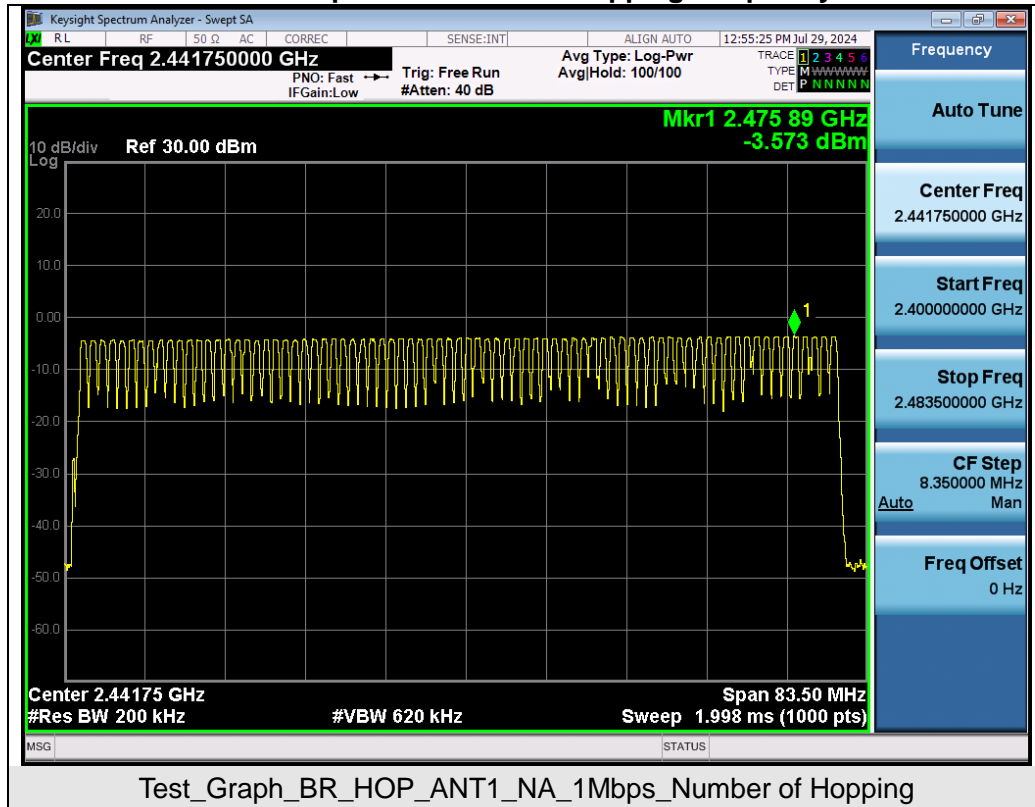 Keysight Spectrum Analyzer - Swept SA
LXI RL RF 50 Ω AC CORREC SENSE:INT ALIGN AUTO 12:55:25 PM Jul 29, 2024
Center Freq 2.441750000 GHz
PNO: Fast
IFGain:Low
Trig: Free Run
#Atten: 40 dB
Avg Type: Log-Pwr
Avg|Hold: 100/100
TRACE 1 2 3 4 5 6
TYPE M WWWWW
DET P N N N N N
Mkr1 2.475 89 GHz
-3.573 dBm
10 dB/div Ref 30.00 dBm
Log
20.0
10.0
0.00
-10.0
-20.0
-30.0
-40.0
-50.0
-60.0
1
Center 2.44175 GHz Span 83.50 MHz
#Res BW 200 kHz #VBW 620 kHz Sweep 1.998 ms (1000 pts)
MSG STATUS
Frequency
Auto Tune
Center Freq
2.441750000 GHz
Start Freq
2.400000000 GHz
Stop Freq
2.483500000 GHz
CF Step
8.350000 MHz
Auto Man
Freq Offset
0 Hz
Test_Graph_BR_HOP_ANT1_NA_1Mbps_Number of Hopping